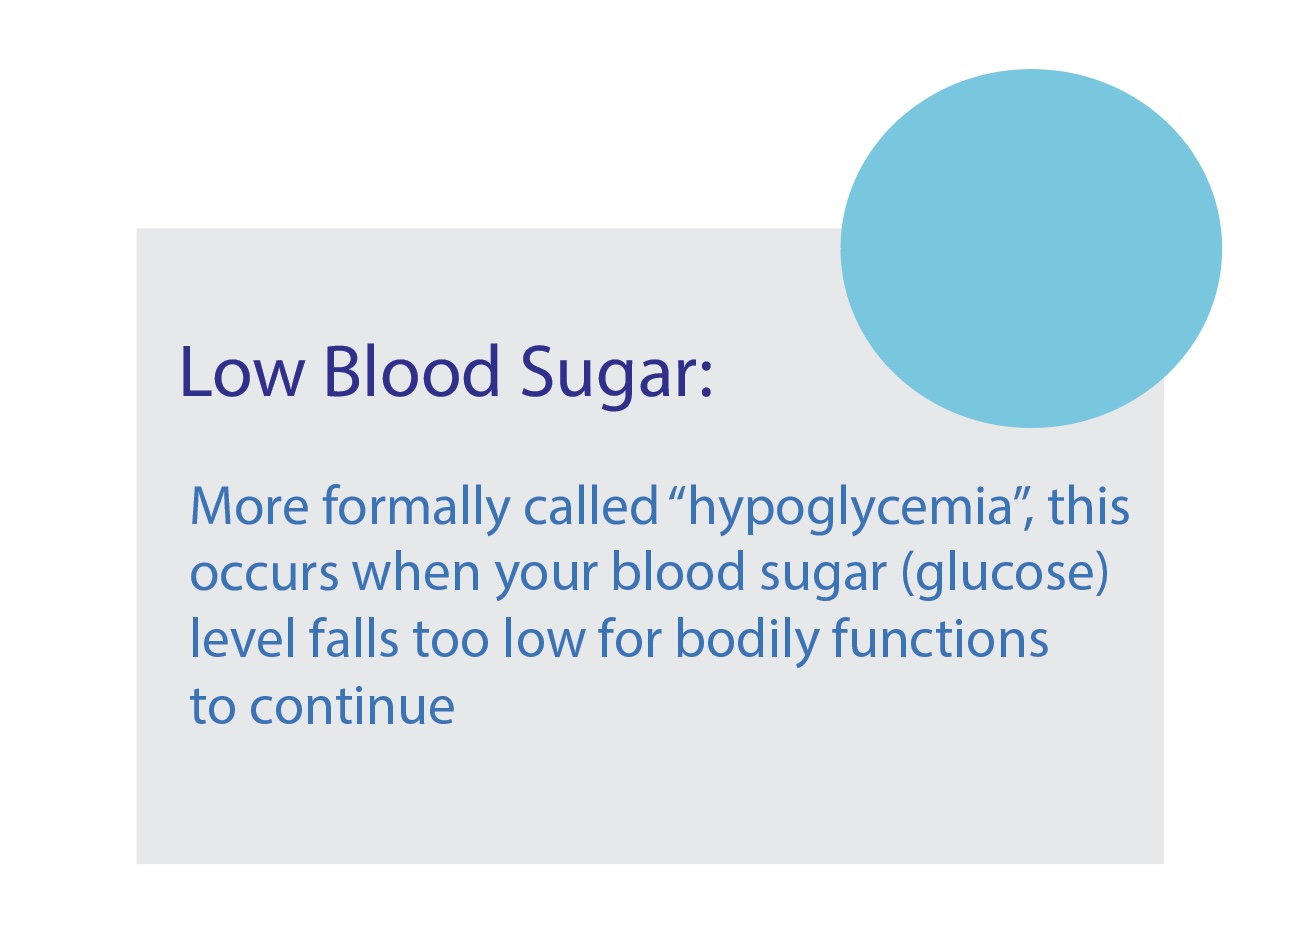 Low Blood Sugar:
More formally called “hypoglycemia”, this
occurs when your blood sugar (glucose)
level falls too low for bodily functions
to continue